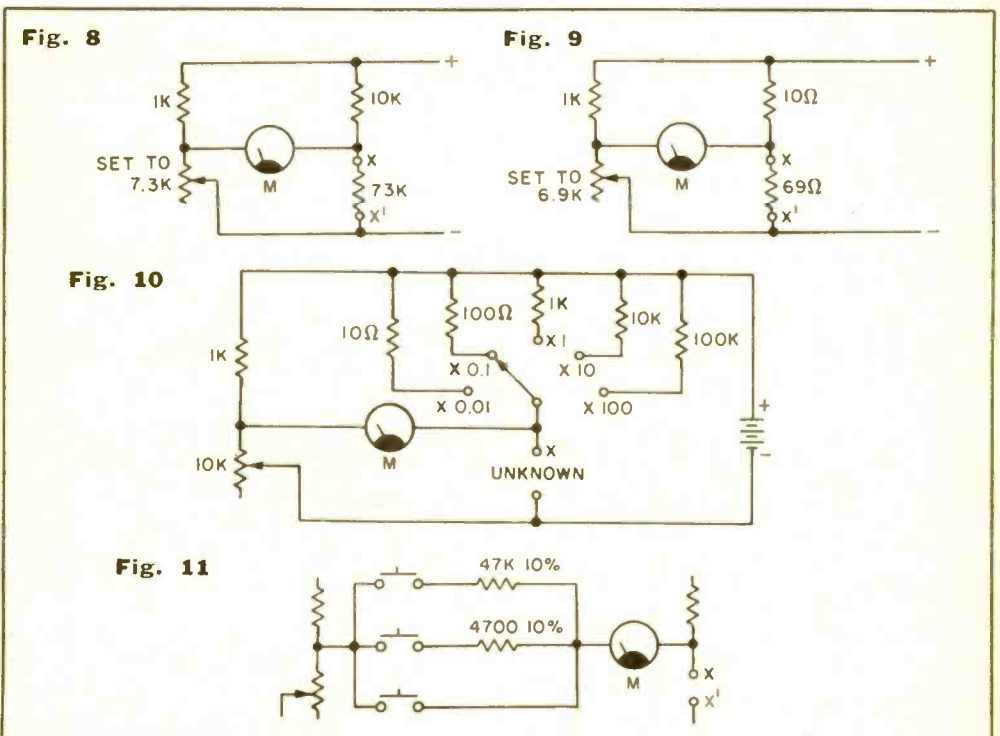 Fig. 8
+
1K
10K
SET TO
7.3K
M
X
73K
X'
−
Fig. 9
+
1K
10Ω
SET TO
6.9K
M
X
69Ω
X'
−
Fig. 10
1K
10Ω
100Ω
1K
10K
100K
X 1
X 0.1
X 10
X 0.01
X 100
+
−
10K
M
X
UNKNOWN
Fig. 11
47K 10%
4700 10%
M
X
X'